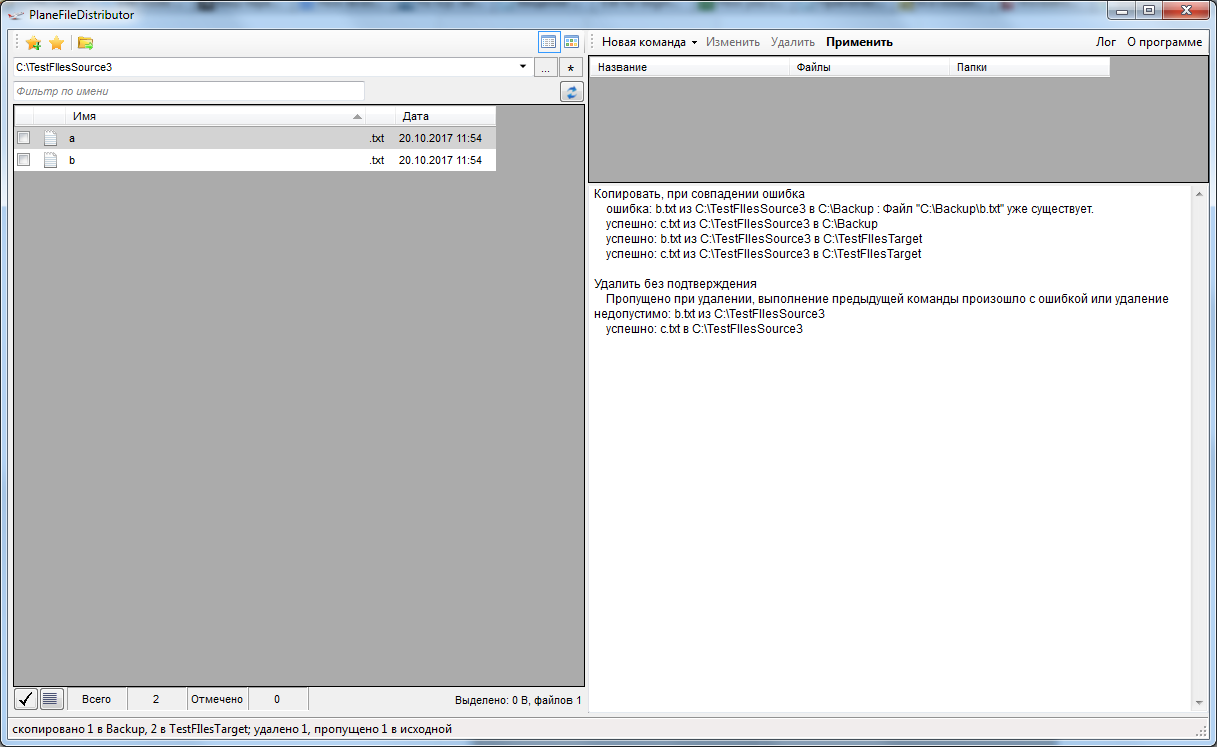 PlaneFileDistributor
Новая команда Изменить Удалить Применить Лог О программе
C:\TestFIlesSource3 ... *
Фильтр по имени
Имя Дата
a .txt 20.10.2017 11:54
b .txt 20.10.2017 11:54
Название Файлы Папки
Копировать, при совпадении ошибка
ошибка: b.txt из C:\TestFIlesSource3 в C:\Backup : Файл "C:\Backup\b.txt" уже существует.
успешно: c.txt из C:\TestFIlesSource3 в C:\Backup
успешно: b.txt из C:\TestFIlesSource3 в C:\TestFIlesTarget
успешно: c.txt из C:\TestFIlesSource3 в C:\TestFIlesTarget
Удалить без подтверждения
Пропущено при удалении, выполнение предыдущей команды произошло с ошибкой или удаление
недопустимо: b.txt из C:\TestFIlesSource3
успешно: c.txt в C:\TestFIlesSource3
Всего 2 Отмечено 0 Выделено: 0 B, файлов 1
скопировано 1 в Backup, 2 в TestFIlesTarget; удалено 1, пропущено 1 в исходной